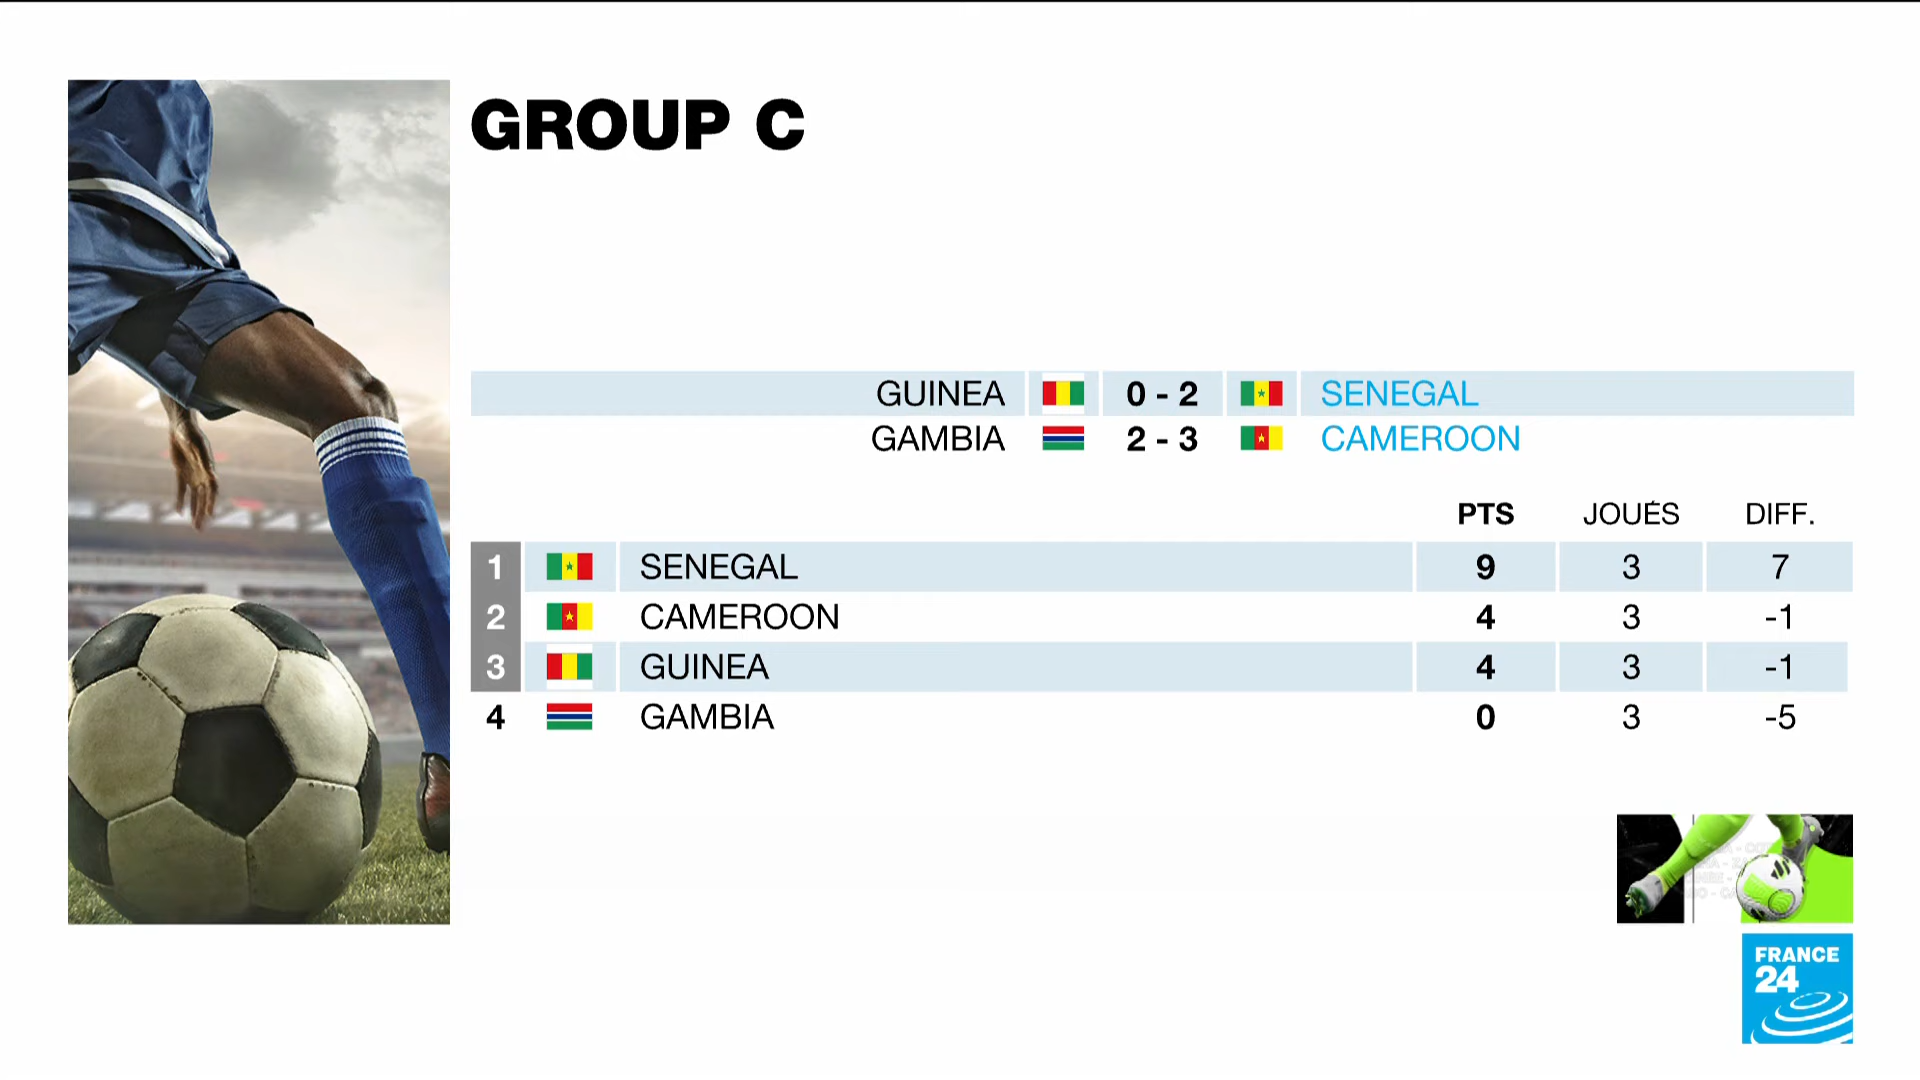 GROUP C
GUINEA 0 - 2 SENEGAL
GAMBIA 2 - 3 CAMEROON
PTS JOUÉS DIFF.
1 SENEGAL 9 3 7
2 CAMEROON 4 3 -1
3 GUINEA 4 3 -1
4 GAMBIA 0 3 -5
FRANCE
24